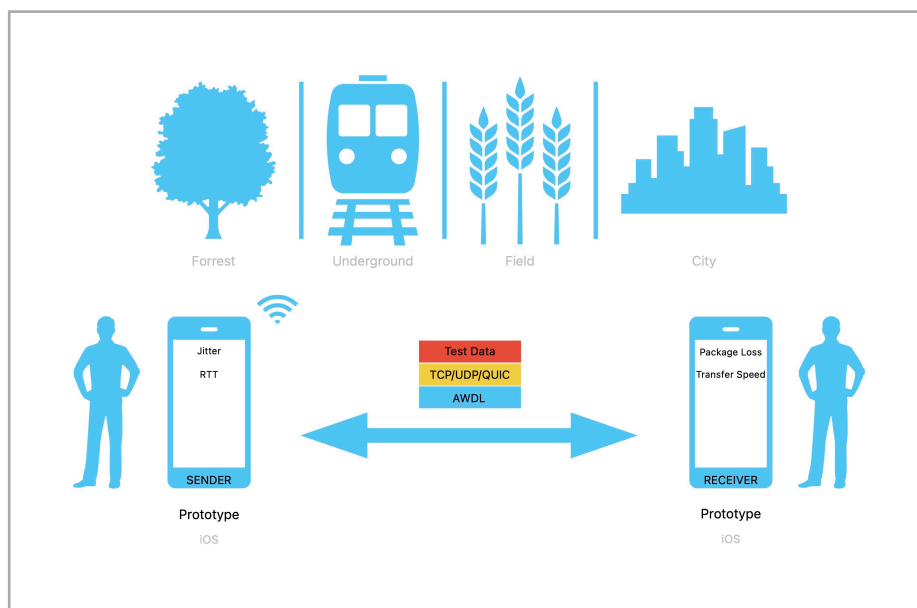 Forrest
Underground
Field
City
Jitter
RTT
SENDER
Prototype
iOS
Test Data
TCP/UDP/QUIC
AWDL
Package Loss
Transfer Speed
RECEIVER
Prototype
iOS